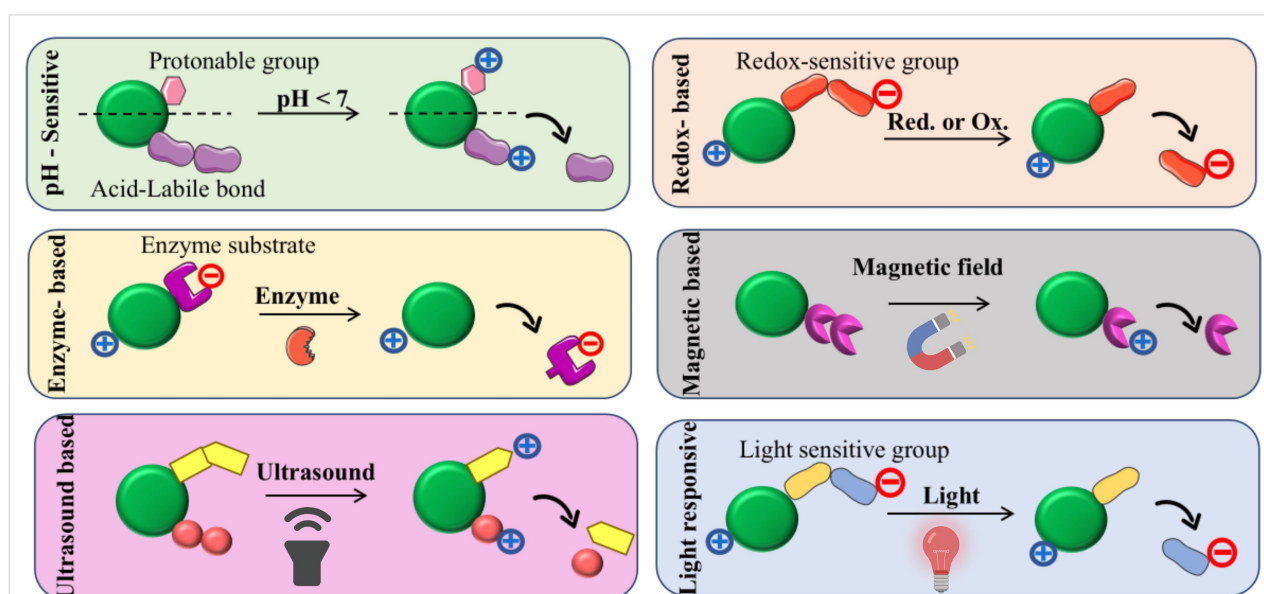 pH - Sensitive
Protonable group
pH < 7
Acid-Labile bond
Redox- based
Redox-sensitive group
Red. or Ox.
Enzyme- based
Enzyme substrate
Enzyme
Magnetic based
Magnetic field
Ultrasound based
Ultrasound
Light responsive
Light sensitive group
Light